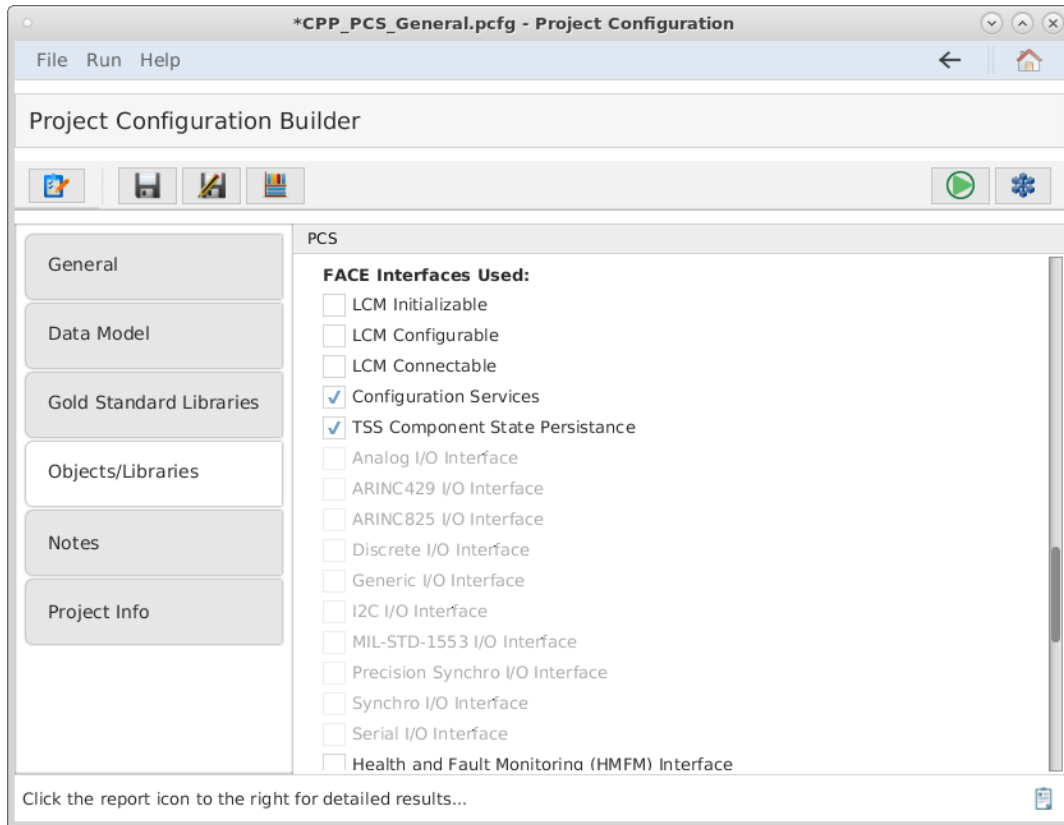 *CPP_PCS_General.pcfg - Project Configuration
File Run Help
Project Configuration Builder
General
Data Model
Gold Standard Libraries
Objects/Libraries
Notes
Project Info
PCS
FACE Interfaces Used:
LCM Initializable
LCM Configurable
LCM Connectable
Configuration Services
TSS Component State Persistance
Analog I/O Interface
ARINC429 I/O Interface
ARINC825 I/O Interface
Discrete I/O Interface
Generic I/O Interface
I2C I/O Interface
MIL-STD-1553 I/O Interface
Precision Synchro I/O Interface
Synchro I/O Interface
Serial I/O Interface
Health and Fault Monitoring (HMFM) Interface
Click the report icon to the right for detailed results...